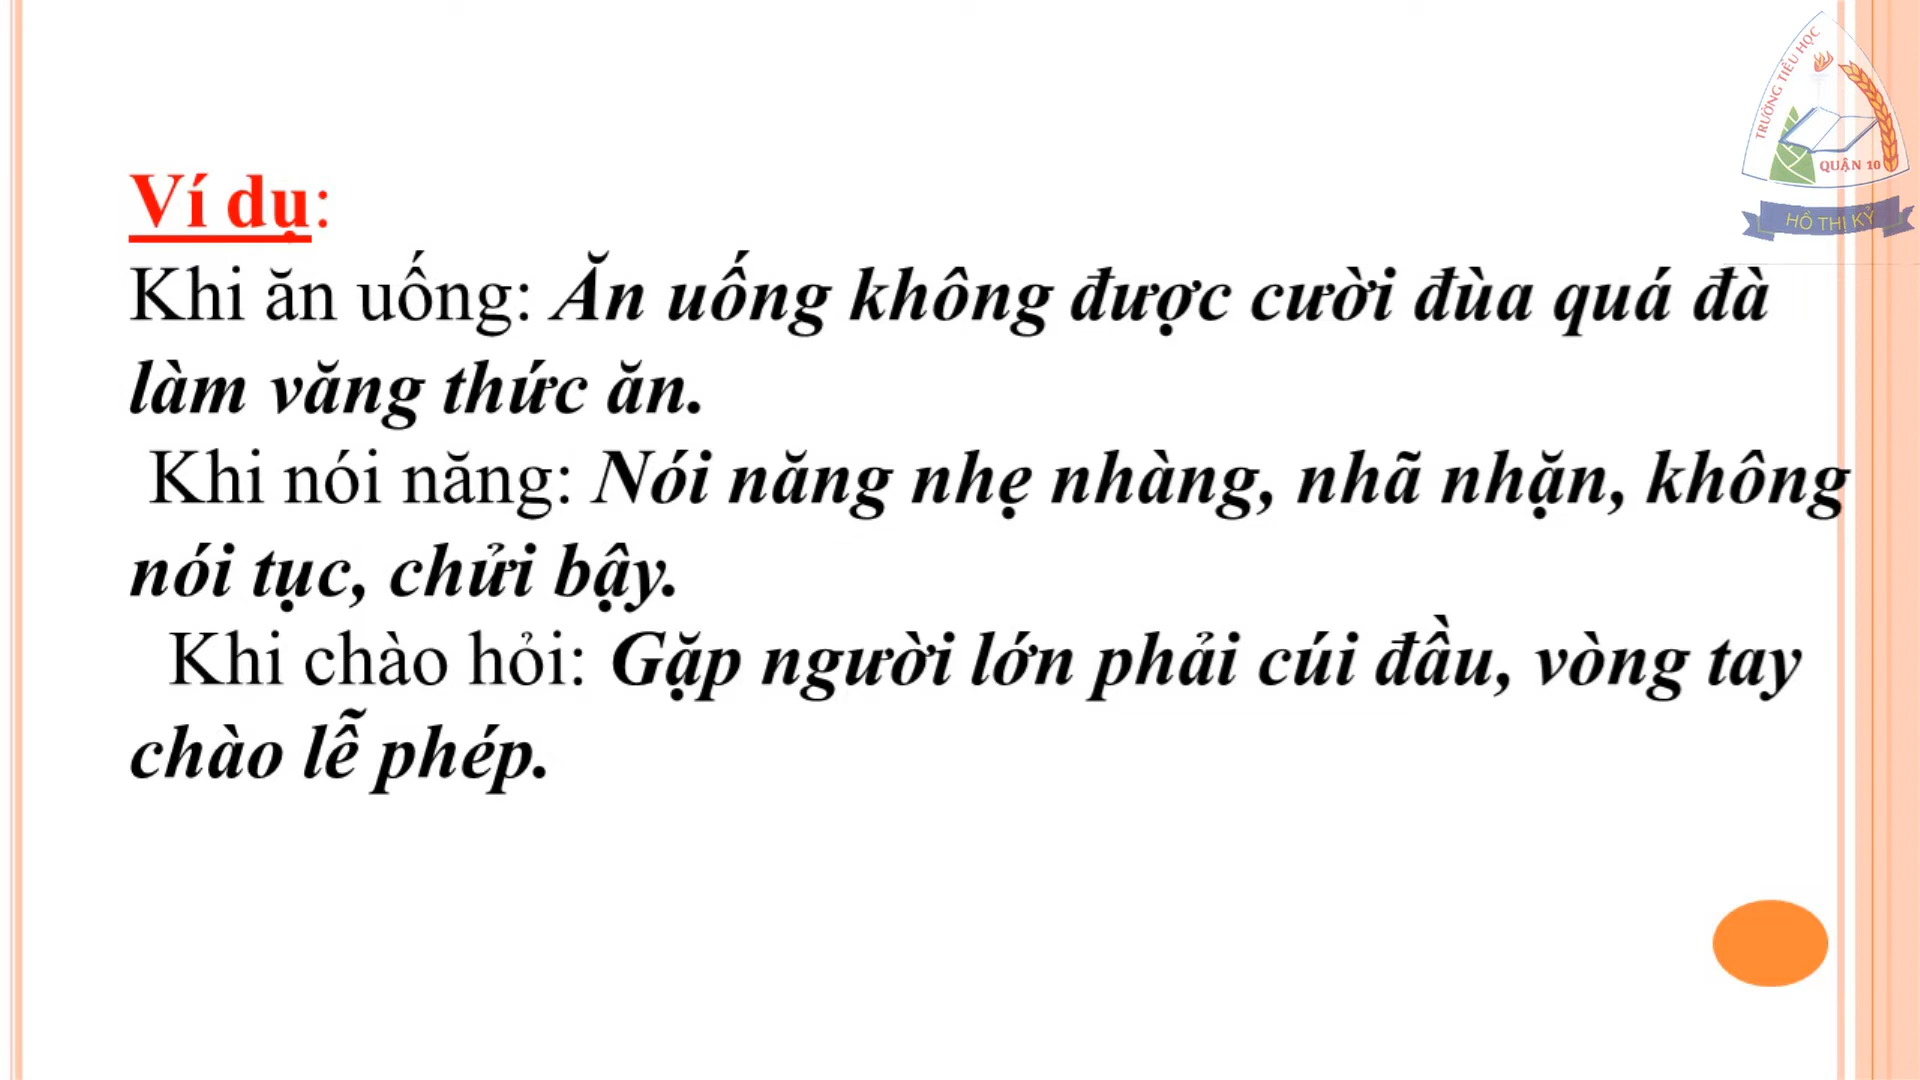 TRƯỜNG TIỂU HỌC
QUẬN 10
HỒ THỊ KỶ
Ví dụ:
Khi ăn uống: Ăn uống không được cười đùa quá đà
làm văng thức ăn.
Khi nói năng: Nói năng nhẹ nhàng, nhã nhặn, không
nói tục, chửi bậy.
Khi chào hỏi: Gặp người lớn phải cúi đầu, vòng tay
chào lễ phép.